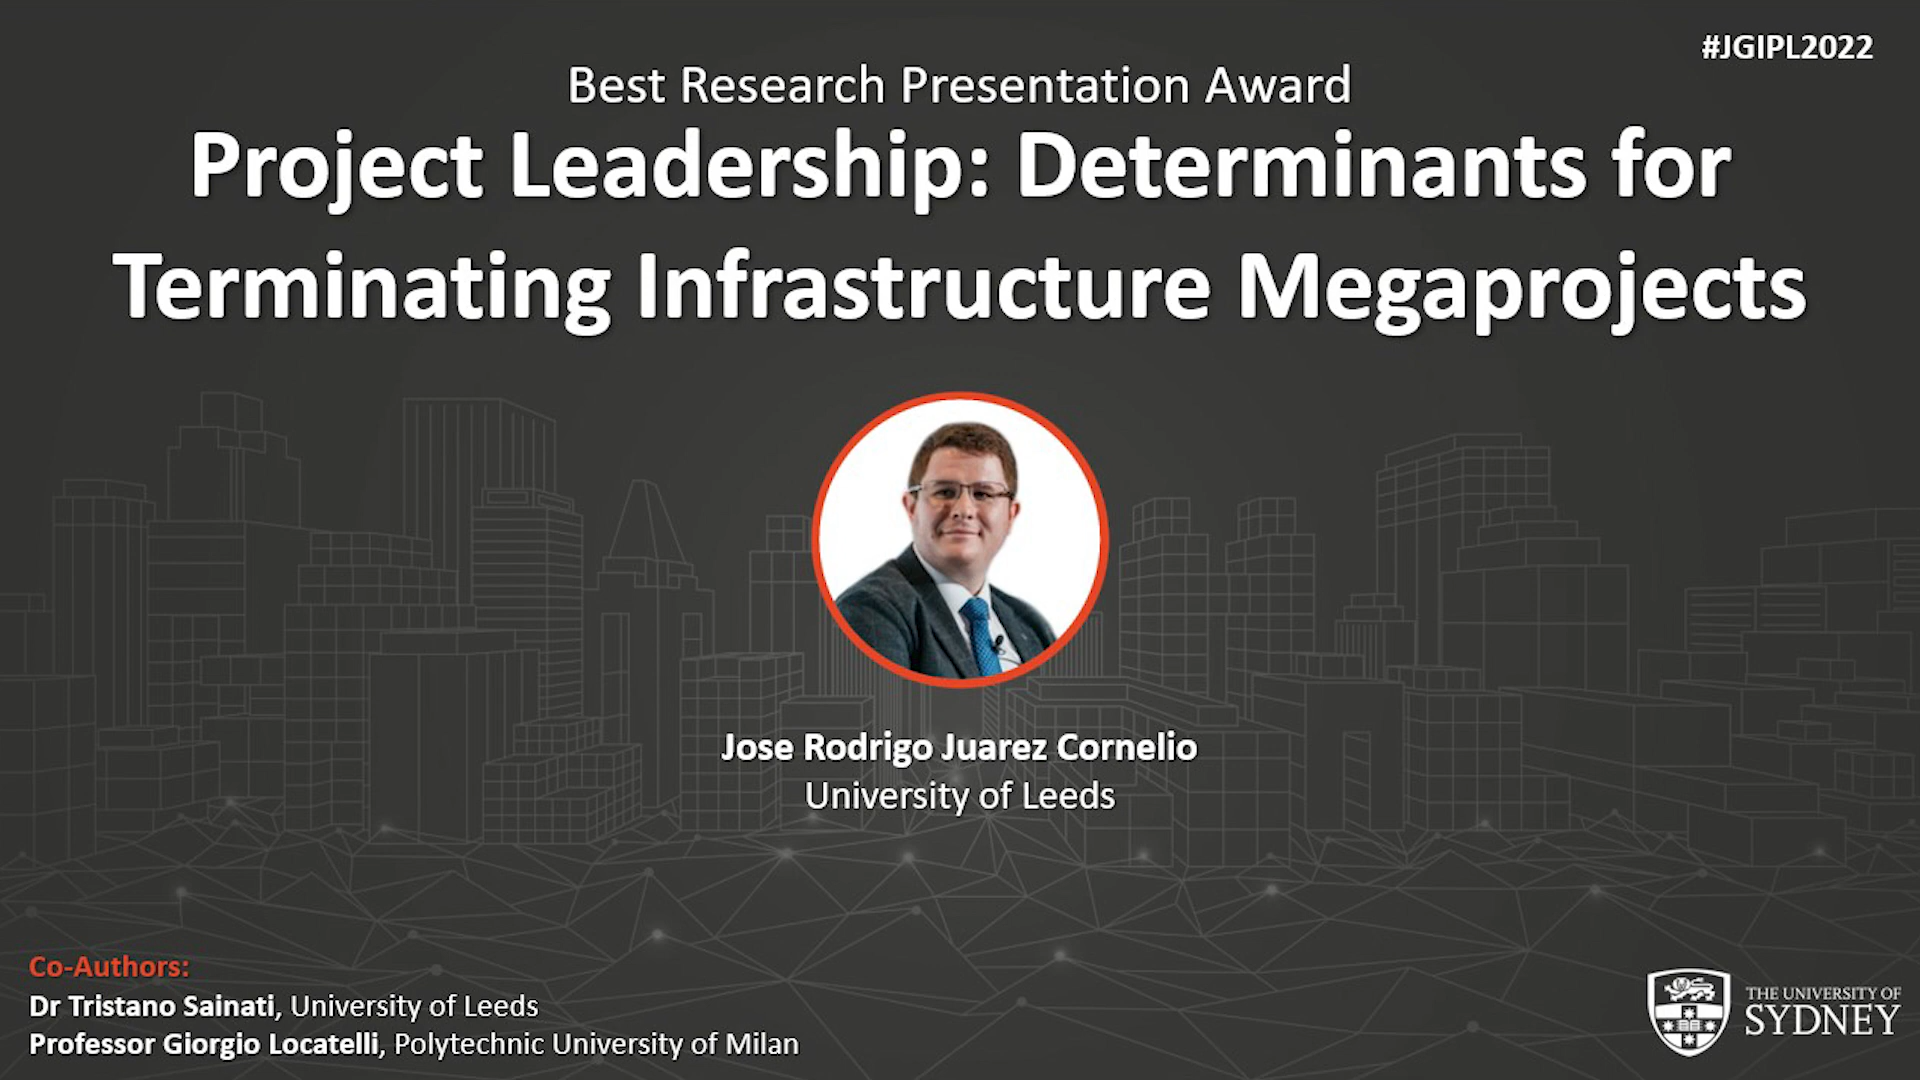 #JGIPL2022
Best Research Presentation Award
Project Leadership: Determinants for
Terminating Infrastructure Megaprojects
Jose Rodrigo Juarez Cornelio
University of Leeds
Co-Authors:
Dr Tristano Sainati, University of Leeds
Professor Giorgio Locatelli, Polytechnic University of Milan
THE UNIVERSITY OF
SYDNEY